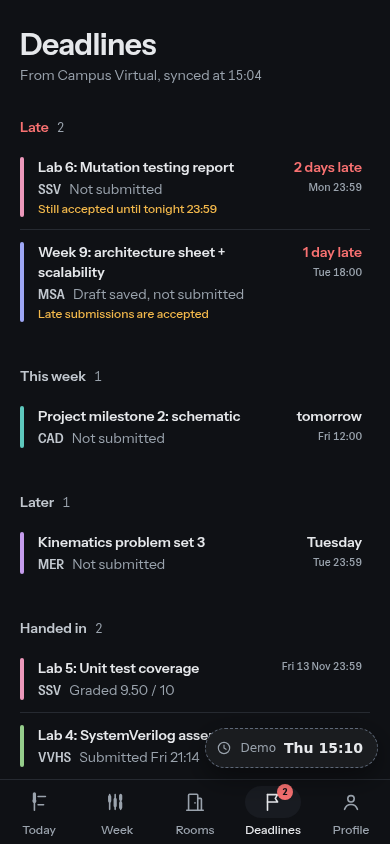 Deadlines
From Campus Virtual, synced at 15:04
Late 2
Lab 6: Mutation testing report 2 days late
SSV Not submitted Mon 23:59
Still accepted until tonight 23:59
Week 9: architecture sheet + 1 day late
scalability Tue 18:00
MSA Draft saved, not submitted
Late submissions are accepted
This week 1
Project milestone 2: schematic tomorrow
CAD Not submitted Fri 12:00
Later 1
Kinematics problem set 3 Tuesday
MER Not submitted Tue 23:59
Handed in 2
Lab 5: Unit test coverage Fri 13 Nov 23:59
SSV Graded 9.50 / 10
Lab 4: SystemVerilog
VVHS Submitted Fri 21:14
Demo Thu 15:10
2
Today Week Rooms Deadlines Profile